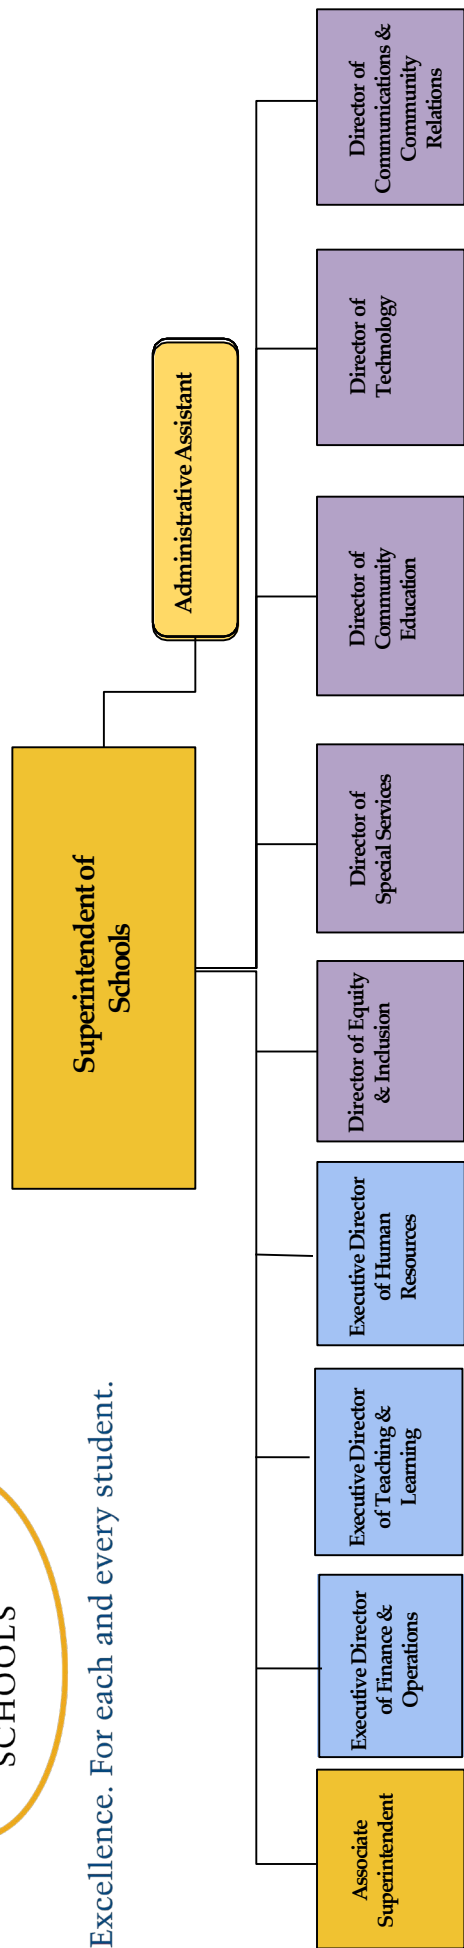 SCHOOLS
Excellence. For each and every student.
Superintendent of
Schools
Administrative Assistant
Associate
Superintendent
Executive Director
of Finance &
Operations
Executive Director
of Teaching &
Learning
Executive Director
of Human
Resources
Director of Equity
& Inclusion
Director of
Special Services
Director of
Community
Education
Director of
Technology
Director of
Communications &
Community
Relations